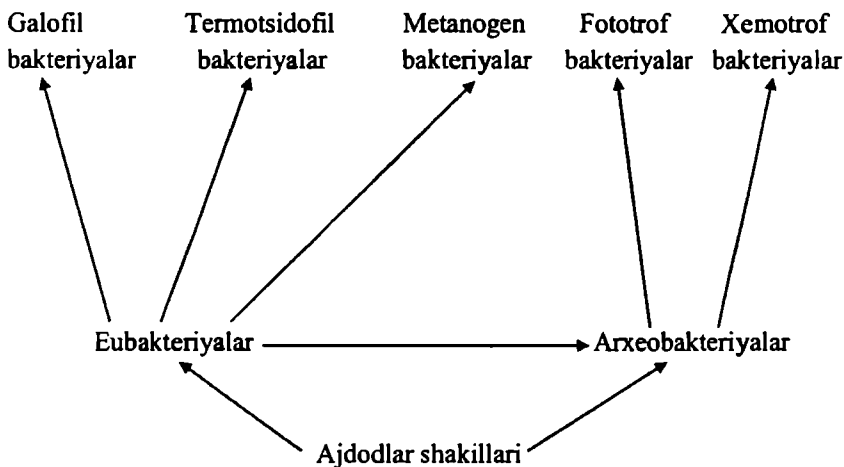 Galofil bakteriyalar
Termotsidofil bakteriyalar
Metanogen bakteriyalar
Fototrof bakteriyalar
Xemotrof bakteriyalar
Eubakteriyalar
Arxeobakteriyalar
Ajdodlar shakillari